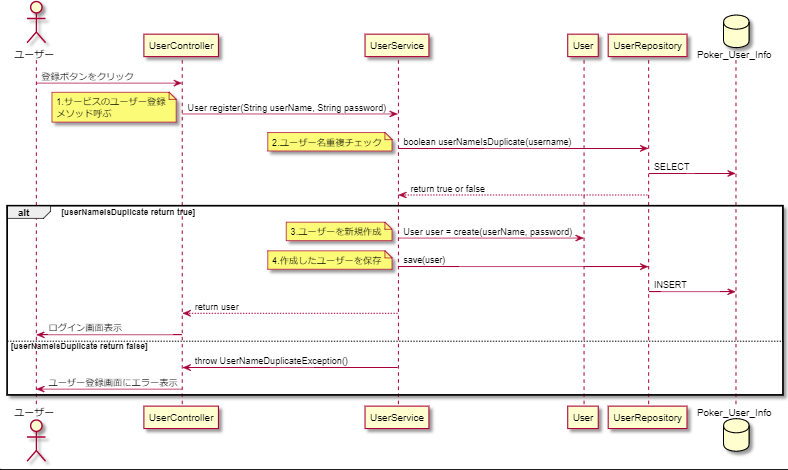 ユーザー
UserController
UserService
User
UserRepository
Poker_User_Info
登録ボタンをクリック
1.サービスのユーザー登録
メソッド呼ぶ
User register(String userName, String password)
2.ユーザー名重複チェック
boolean userNameIsDuplicate(username)
SELECT
return true or false
alt
[userNameIsDuplicate return true]
3.ユーザーを新規作成
User user = create(userName, password)
4.作成したユーザーを保存
save(user)
INSERT
return user
ログイン画面表示
[userNameIsDuplicate return false]
throw UserNameDuplicateException()
ユーザー登録画面にエラー表示
ユーザー
UserController
UserService
User
UserRepository
Poker_User_Info